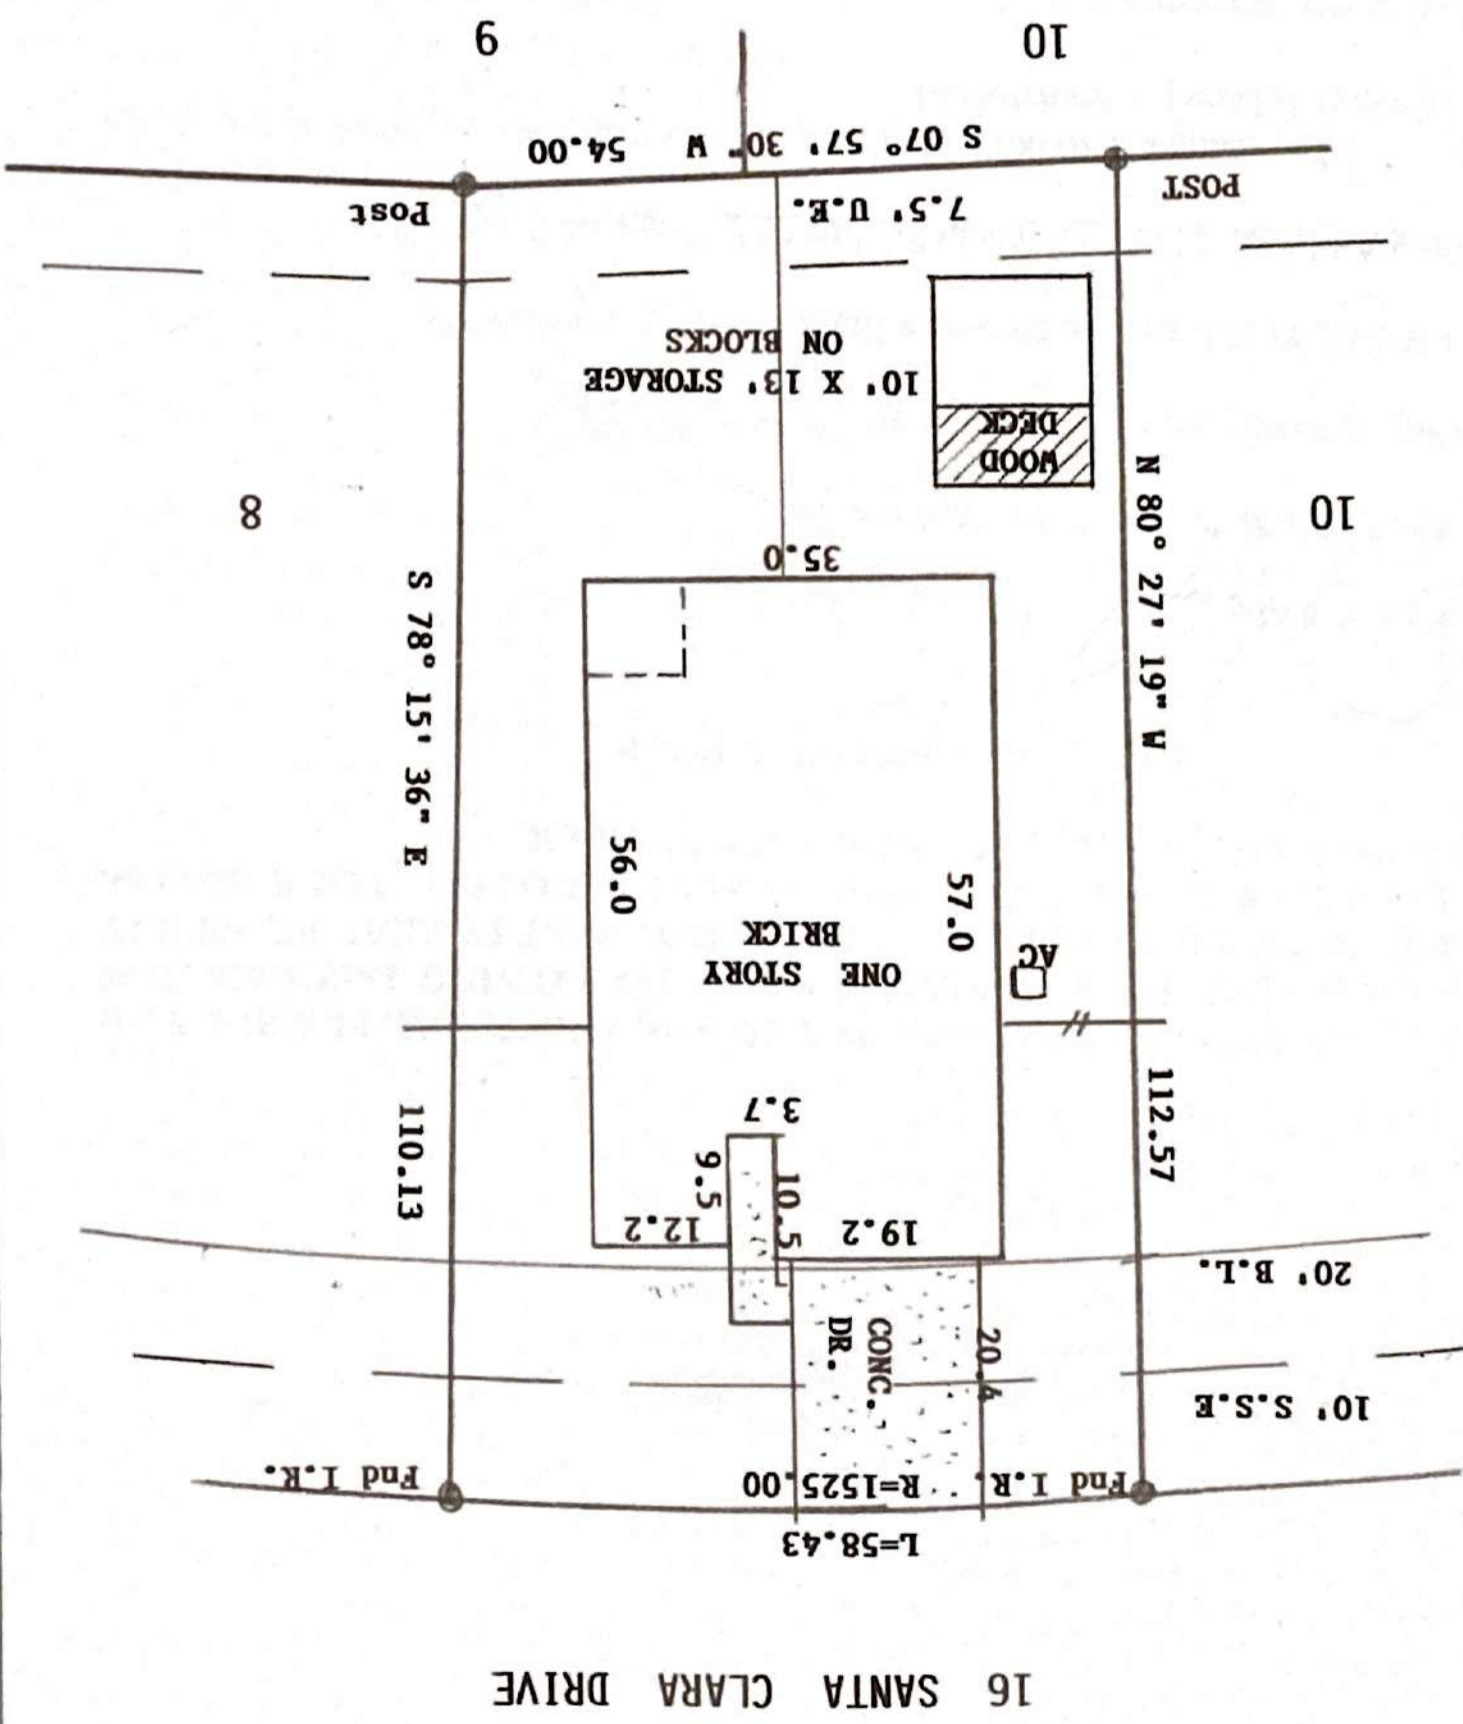 16 SANTA CLARA DRIVE
L=58.43
Fnd I.R.
R=1525.00
Fnd I.R.
10' S.S.E
20.4
CONC.
DR.
20' B.L.
19.2
10.5
12.2
9.5
3.7
112.57
110.13
AC
ONE STORY
BRICK
57.0
56.0
N 80° 27' 19" W
S 78° 15' 36" E
35.0
10
8
WOOD
DECK
10' X 13' STORAGE
ON BLOCKS
7.5' U.E.
POST
Post
S 07° 57' 30" W 54.00
10
9